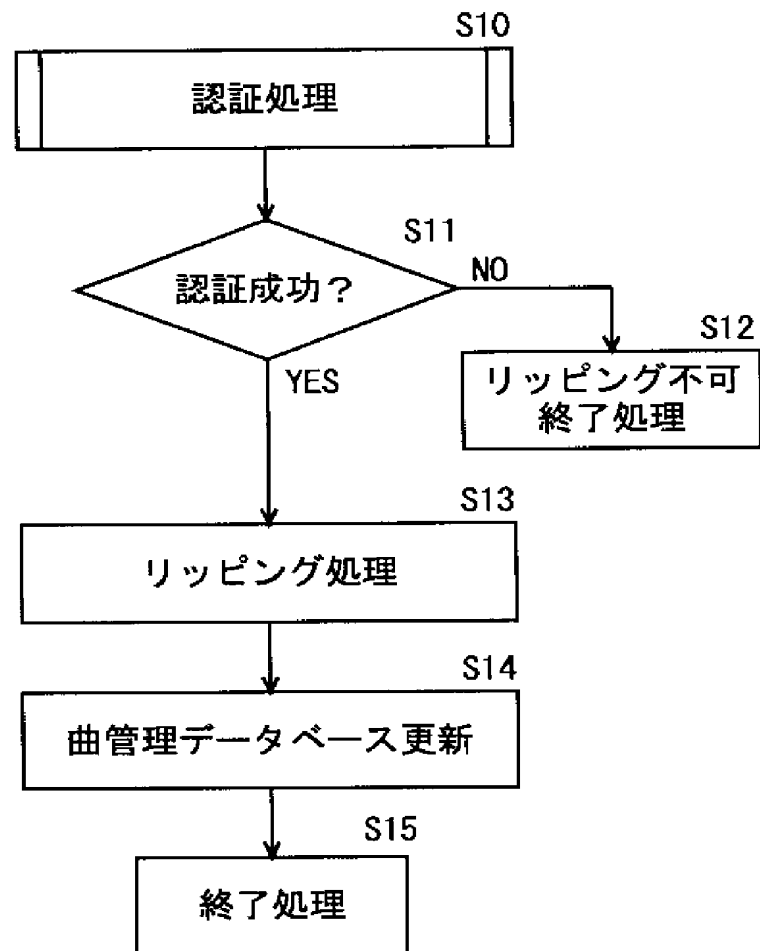 S10
認証処理
S11
認証成功?
NO
S12
リッピング不可
終了処理
YES
S13
リッピング処理
S14
曲管理データベース更新
S15
終了処理